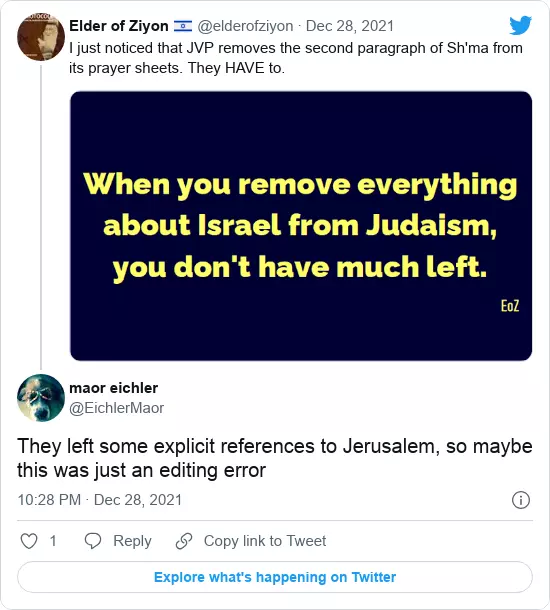 Elder of Ziyon 🇮🇱 @elderofziyon · Dec 28, 2021
I just noticed that JVP removes the second paragraph of Sh'ma from
its prayer sheets. They HAVE to.
When you remove everything
about Israel from Judaism,
you don't have much left.
EoZ
maor eichler
@EichlerMaor
They left some explicit references to Jerusalem, so maybe
this was just an editing error
10:28 PM · Dec 28, 2021
1 Reply Copy link to Tweet
Explore what's happening on Twitter